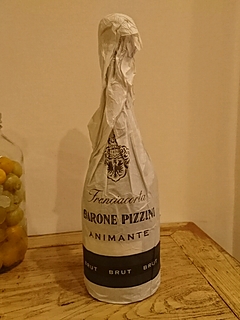 Franciacorta
BARONE PIZZINI
ANIMANTE
BRUT BRUT BRUT